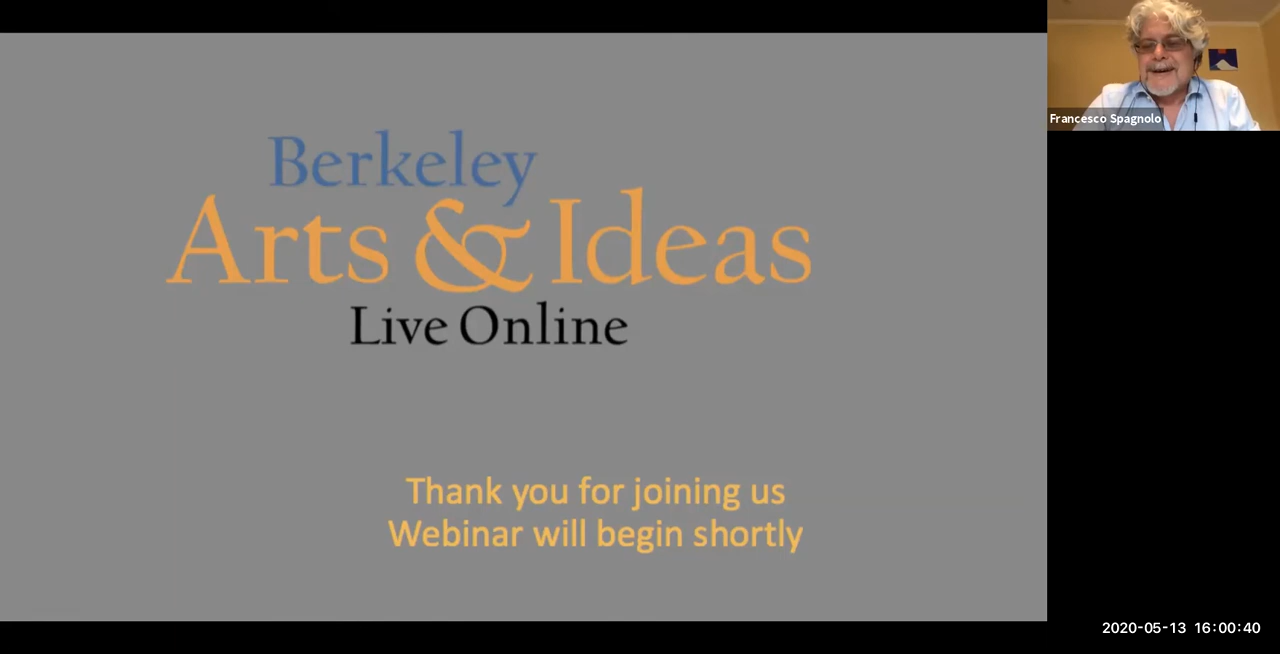 Berkeley
Arts & Ideas
Live Online
Thank you for joining us
Webinar will begin shortly
Francesco Spagnolo
2020-05-13 16:00:40